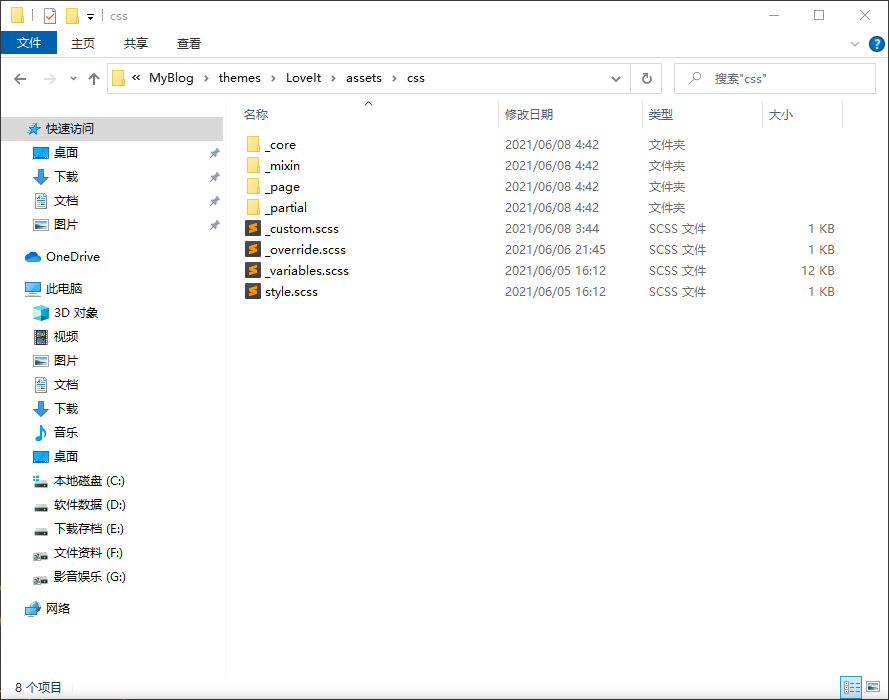 css
文件 主页 共享 查看
« MyBlog › themes › LoveIt › assets › css 搜索"css"
名称 修改日期 类型 大小
_core 2021/06/08 4:42 文件夹
_mixin 2021/06/08 4:42 文件夹
_page 2021/06/08 4:42 文件夹
_partial 2021/06/08 4:42 文件夹
_custom.scss 2021/06/08 3:44 SCSS 文件 1 KB
_override.scss 2021/06/06 21:45 SCSS 文件 1 KB
_variables.scss 2021/06/05 16:12 SCSS 文件 12 KB
style.scss 2021/06/05 16:12 SCSS 文件 1 KB
快速访问
桌面
下载
文档
图片
OneDrive
此电脑
3D 对象
视频
图片
文档
下载
音乐
桌面
本地磁盘 (C:)
软件数据 (D:)
下载存档 (E:)
文件资料 (F:)
影音娱乐 (G:)
网络
8 个项目